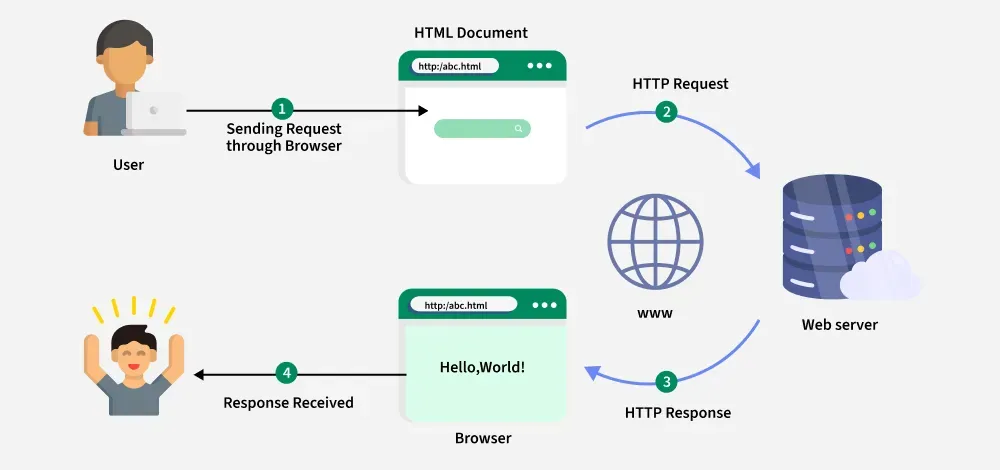 HTML Document
http:/abc.html
HTTP Request
1
2
Sending Request
through Browser
User
www
Web server
http:/abc.html
Hello,World!
4
3
Response Received
HTTP Response
Browser